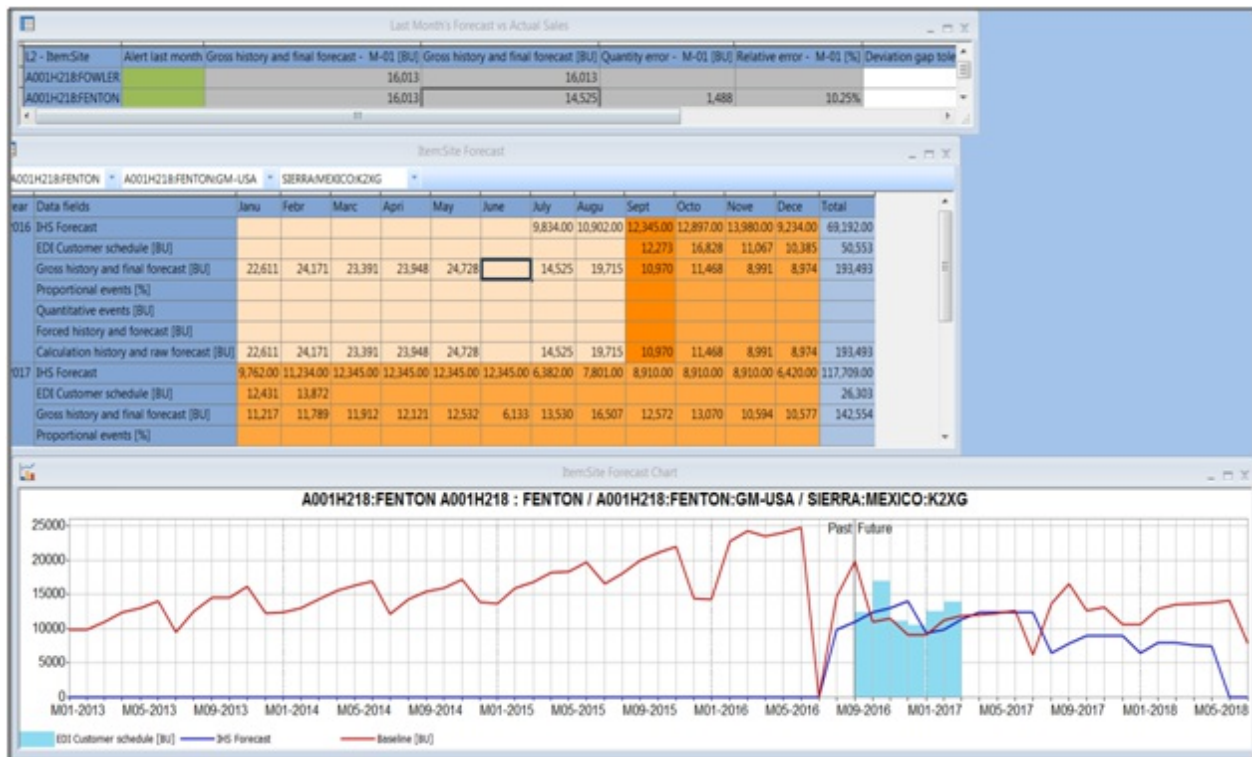 Last Month's Forecast vs Actual Sales
L2 - Item:Site Alert last month Gross history and final forecast - M-01 [BU] Gross history and final forecast [BU] Quantity error - M-01 [BU] Relative error - M-01 [%] Deviation gap tole
A001H218:FOWLER 16,013 16,013
A001H218:FENTON 16,013 14,525 1,488 10.25%
Item:Site Forecast
A001H218:FENTON A001H218:FENTON:GM-USA SIERRA:MEXICO:K2XG
ear Data fields Janu Febr Marc Apri May June July Augu Sept Octo Nove Dece Total
016 IHS Forecast 9,834.00 10,902.00 12,345.00 12,897.00 13,980.00 9,234.00 69,192.00
EDI Customer schedule [BU] 12,273 16,828 11,067 10,385 50,553
Gross history and final forecast [BU] 22,611 24,171 23,391 23,948 24,728 14,525 19,715 10,970 11,468 8,991 8,974 193,493
Proportional events [%]
Quantitative events [BU]
Forced history and forecast [BU]
Calculation history and raw forecast [BU] 22,611 24,171 23,391 23,948 24,728 14,525 19,715 10,970 11,468 8,991 8,974 193,493
017 IHS Forecast 9,762.00 11,234.00 12,345.00 12,345.00 12,345.00 12,345.00 6,382.00 7,801.00 8,910.00 8,910.00 8,910.00 6,420.00 117,709.00
EDI Customer schedule [BU] 12,431 13,872 26,303
Gross history and final forecast [BU] 11,217 11,789 11,912 12,121 12,532 6,133 13,530 16,507 12,572 13,070 10,594 10,577 142,554
Proportional events [%]
Item:Site Forecast Chart
A001H218:FENTON A001H218 : FENTON / A001H218:FENTON:GM-USA / SIERRA:MEXICO:K2XG
Past Future
25000
20000
15000
10000
5000
0
M01-2013 M05-2013 M09-2013 M01-2014 M05-2014 M09-2014 M01-2015 M05-2015 M09-2015 M01-2016 M05-2016 M09-2016 M01-2017 M05-2017 M09-2017 M01-2018 M05-2018
EDI Customer schedule [BU] IHS Forecast Baseline [BU]